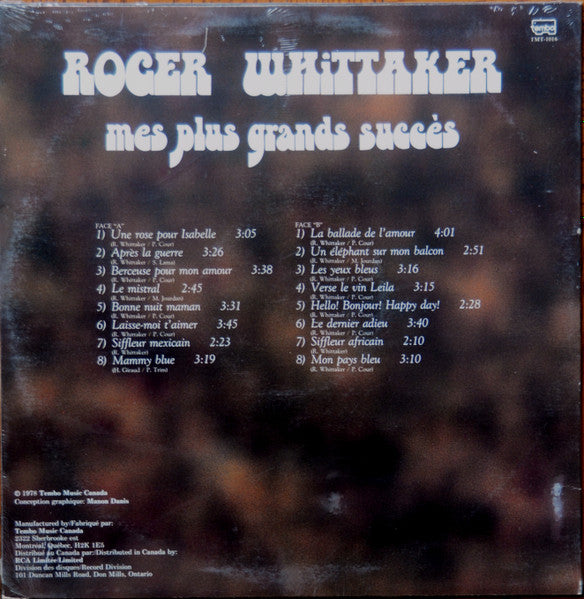 tembo
TMT-1016
ROGER WHITTAKER
mes plus grands succès
FACE "A"
1) Une rose pour Isabelle 3:05
(R. Whittaker / P. Cour)
2) Après la guerre 3:26
(R. Whittaker / S. Lama)
3) Berceuse pour mon amour 3:38
(R. Whittaker / P. Cour)
4) Le mistral 2:45
(R. Whittaker / M. Jourdan)
5) Bonne nuit maman 3:31
(R. Whittaker / P. Cour)
6) Laisse-moi t'aimer 3:45
(R. Whittaker / P. Cour)
7) Siffleur mexicain 2:23
(R. Whittaker)
8) Mammy blue 3:19
(H. Giraud / P. Trim)
FACE "B"
1) La ballade de l'amour 4:01
(R. Whittaker / P. Cour)
2) Un éléphant sur mon balcon 2:51
(R. Whittaker / M. Jourdan)
3) Les yeux bleus 3:16
(R. Whittaker / P. Cour)
4) Verse le vin Leila 3:15
(R. Whittaker / P. Cour)
5) Hello! Bonjour! Happy day! 2:28
(R. Whittaker / P. Cour)
6) Le dernier adieu 3:40
(R. Whittaker / P. Cour)
7) Siffleur africain 2:10
(R. Whittaker / P. Cour)
8) Mon pays bleu 3:10
(R. Whittaker / P. Cour)
© 1978 Tembo Music Canada
Conception graphique: Manon Danis
Manufactured by/Fabriqué par:
Tembo Music Canada
2322 Sherbrooke est
Montréal, Québec, H2K 1E5
Distribué au Canada par:/Distributed in Canada by:
RCA Limitée/Limited
Division des disques/Record Division
101 Duncan Mills Road, Don Mills, Ontario